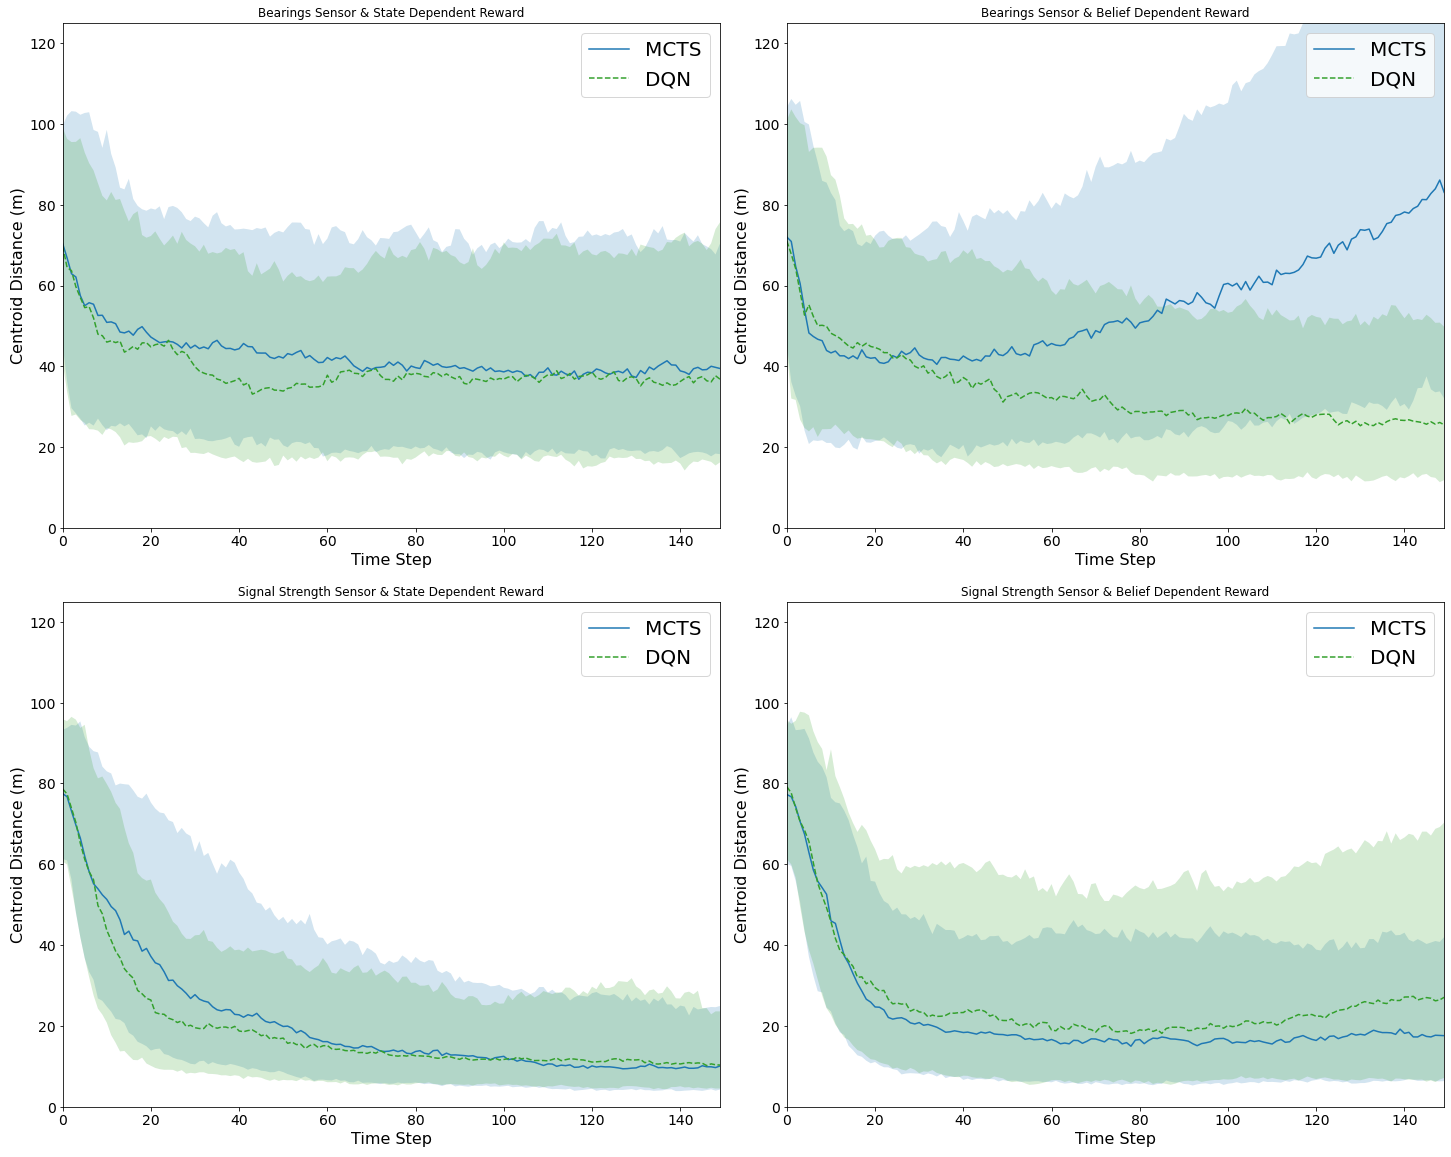 Bearings Sensor & State Dependent Reward
120
100
80
60
40
20
0
Centroid Distance (m)
MCTS
DQN
0 20 40 60 80 100 120 140
Time Step
Bearings Sensor & Belief Dependent Reward
120
100
80
60
40
20
0
Centroid Distance (m)
MCTS
DQN
0 20 40 60 80 100 120 140
Time Step
Signal Strength Sensor & State Dependent Reward
120
100
80
60
40
20
0
Centroid Distance (m)
MCTS
DQN
0 20 40 60 80 100 120 140
Time Step
Signal Strength Sensor & Belief Dependent Reward
120
100
80
60
40
20
0
Centroid Distance (m)
MCTS
DQN
0 20 40 60 80 100 120 140
Time Step